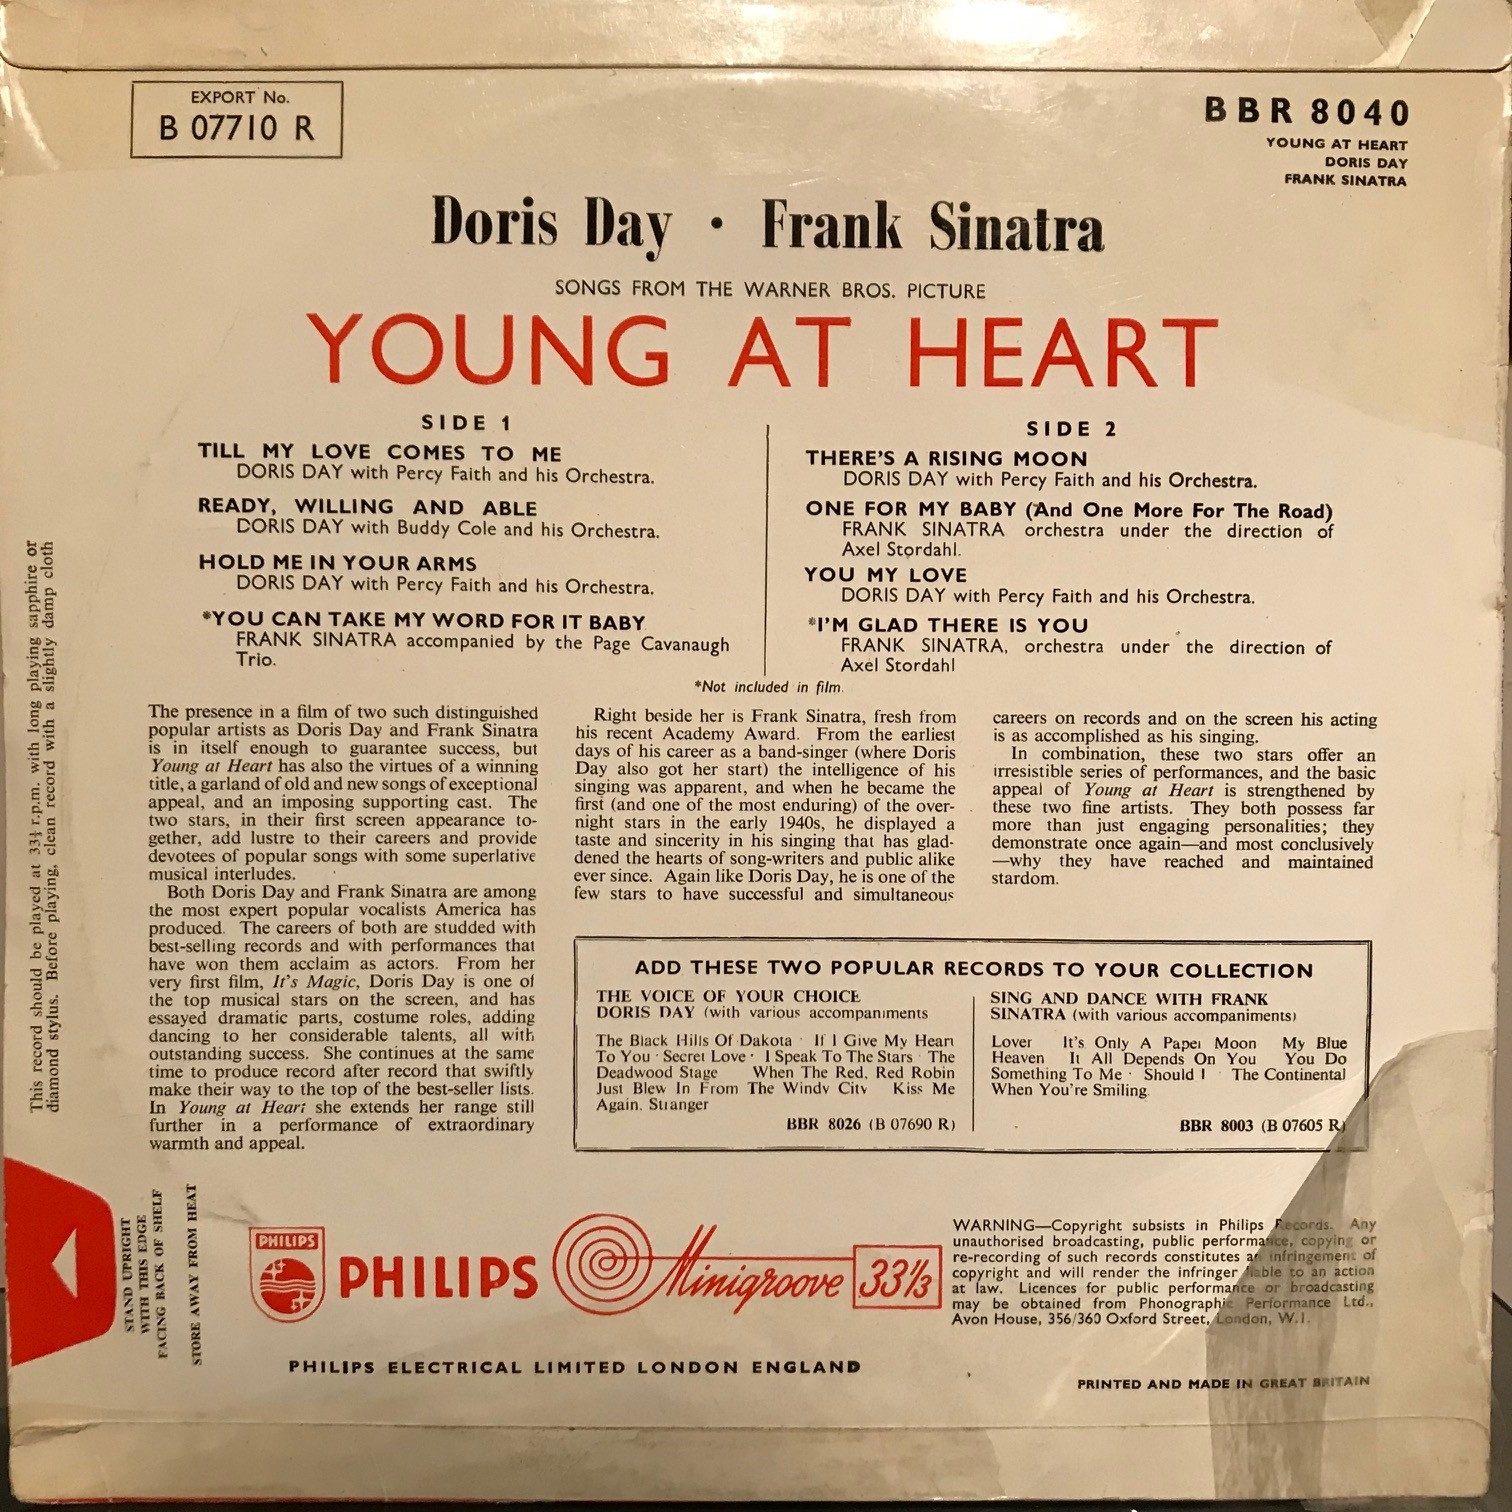 EXPORT No.
B 07710 R
BBR 8040
YOUNG AT HEART
DORIS DAY
FRANK SINATRA
Doris Day · Frank Sinatra
SONGS FROM THE WARNER BROS. PICTURE
YOUNG AT HEART
SIDE 1
TILL MY LOVE COMES TO ME
DORIS DAY with Percy Faith and his Orchestra.
READY, WILLING AND ABLE
DORIS DAY with Buddy Cole and his Orchestra.
HOLD ME IN YOUR ARMS
DORIS DAY with Percy Faith and his Orchestra.
*YOU CAN TAKE MY WORD FOR IT BABY
FRANK SINATRA accompanied by the Page Cavanaugh
Trio.
SIDE 2
THERE'S A RISING MOON
DORIS DAY with Percy Faith and his Orchestra.
ONE FOR MY BABY (And One More For The Road)
FRANK SINATRA orchestra under the direction of
Axel Stordahl.
YOU MY LOVE
DORIS DAY with Percy Faith and his Orchestra.
*I'M GLAD THERE IS YOU
FRANK SINATRA, orchestra under the direction of
Axel Stordahl
*Not included in film.
The presence in a film of two such distinguished
popular artists as Doris Day and Frank Sinatra
is in itself enough to guarantee success, but
Young at Heart has also the virtues of a winning
title, a garland of old and new songs of exceptional
appeal, and an imposing supporting cast. The
two stars, in their first screen appearance to-
gether, add lustre to their careers and provide
devotees of popular songs with some superlative
musical interludes.
Both Doris Day and Frank Sinatra are among
the most expert popular vocalists America has
produced. The careers of both are studded with
best-selling records and with performances that
have won them acclaim as actors. From her
very first film, It's Magic, Doris Day is one of
the top musical stars on the screen, and has
essayed dramatic parts, costume roles, adding
dancing to her considerable talents, all with
outstanding success. She continues at the same
time to produce record after record that swiftly
make their way to the top of the best-seller lists.
In Young at Heart she extends her range still
further in a performance of extraordinary
warmth and appeal.
Right beside her is Frank Sinatra, fresh from
his recent Academy Award. From the earliest
days of his career as a band-singer (where Doris
Day also got her start) the intelligence of his
singing was apparent, and when he became the
first (and one of the most enduring) of the over-
night stars in the early 1940s, he displayed a
taste and sincerity in his singing that has glad-
dened the hearts of song-writers and public alike
ever since. Again like Doris Day, he is one of the
few stars to have successful and simultaneous
careers on records and on the screen his acting
is as accomplished as his singing.
In combination, these two stars offer an
irresistible series of performances, and the basic
appeal of Young at Heart is strengthened by
these two fine artists. They both possess far
more than just engaging personalities; they
demonstrate once again—and most conclusively
—why they have reached and maintained
stardom.
ADD THESE TWO POPULAR RECORDS TO YOUR COLLECTION
THE VOICE OF YOUR CHOICE
DORIS DAY (with various accompaniments
The Black Hills Of Dakota · If I Give My Heart
To You · Secret Love · I Speak To The Stars · The
Deadwood Stage When The Red, Red Robin
Just Blew In From The Windy City Kiss Me
Again, Stranger
BBR 8026 (B 07690 R)
SING AND DANCE WITH FRANK
SINATRA (with various accompaniments)
Lover It's Only A Paper Moon My Blue
Heaven It All Depends On You You Do
Something To Me · Should I The Continental
When You're Smiling.
BBR 8003 (B 07605 R)
This record should be played at 33⅓ r.p.m. with long playing sapphire or
diamond stylus. Before playing, clean record with a slightly damp cloth
STAND UPRIGHT
WITH THIS EDGE
FACING BACK OF SHELF
STORE AWAY FROM HEAT
PHILIPS
PHILIPS
Minigroove 33⅓
WARNING—Copyright subsists in Philips Records. Any
unauthorised broadcasting, public performance, copying or
re-recording of such records constitutes an infringement of
copyright and will render the infringer liable to an action
at law. Licences for public performance or broadcasting
may be obtained from Phonographic Performance Ltd.,
Avon House, 356/360 Oxford Street, London, W.1.
PHILIPS ELECTRICAL LIMITED LONDON ENGLAND
PRINTED AND MADE IN GREAT BRITAIN